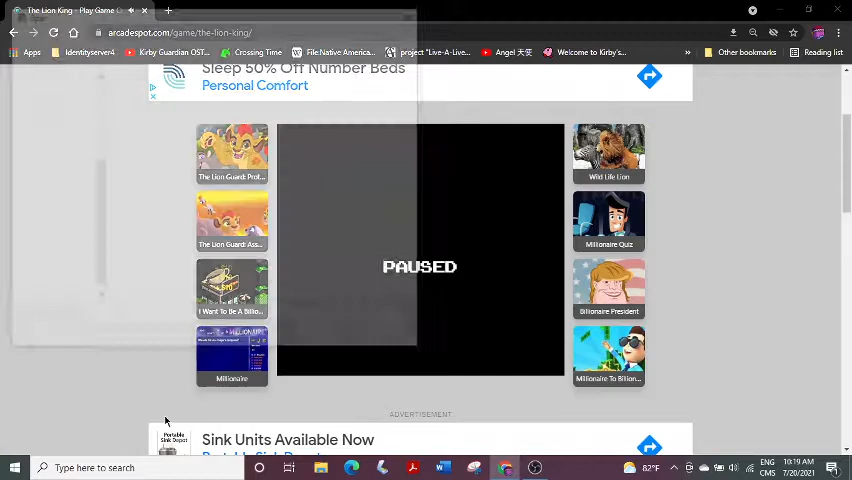 The Lion King - Play Game O
arcadespot.com/game/the-lion-king/
Apps
Identityserver4
Kirby Guardian OST...
Crossing Time
File:Native America...
project "Live-A-Live...
Angel 天使
Welcome to Kirby's...
»
Other bookmarks
Reading list
Sleep 50% Off Number Beds
Personal Comfort
The Lion Guard: Prot...
Wild Life Lion
The Lion Guard: Ass...
Millionaire Quiz
PAUSED
I Want To Be A Billio...
Billionaire President
MILLIONAIRE
Millionaire
Millionaire To Billion...
ADVERTISEMENT
Portable
Sink Depot
Sink Units Available Now
Type here to search
82°F
ENG
CMS
10:19 AM
7/20/2021